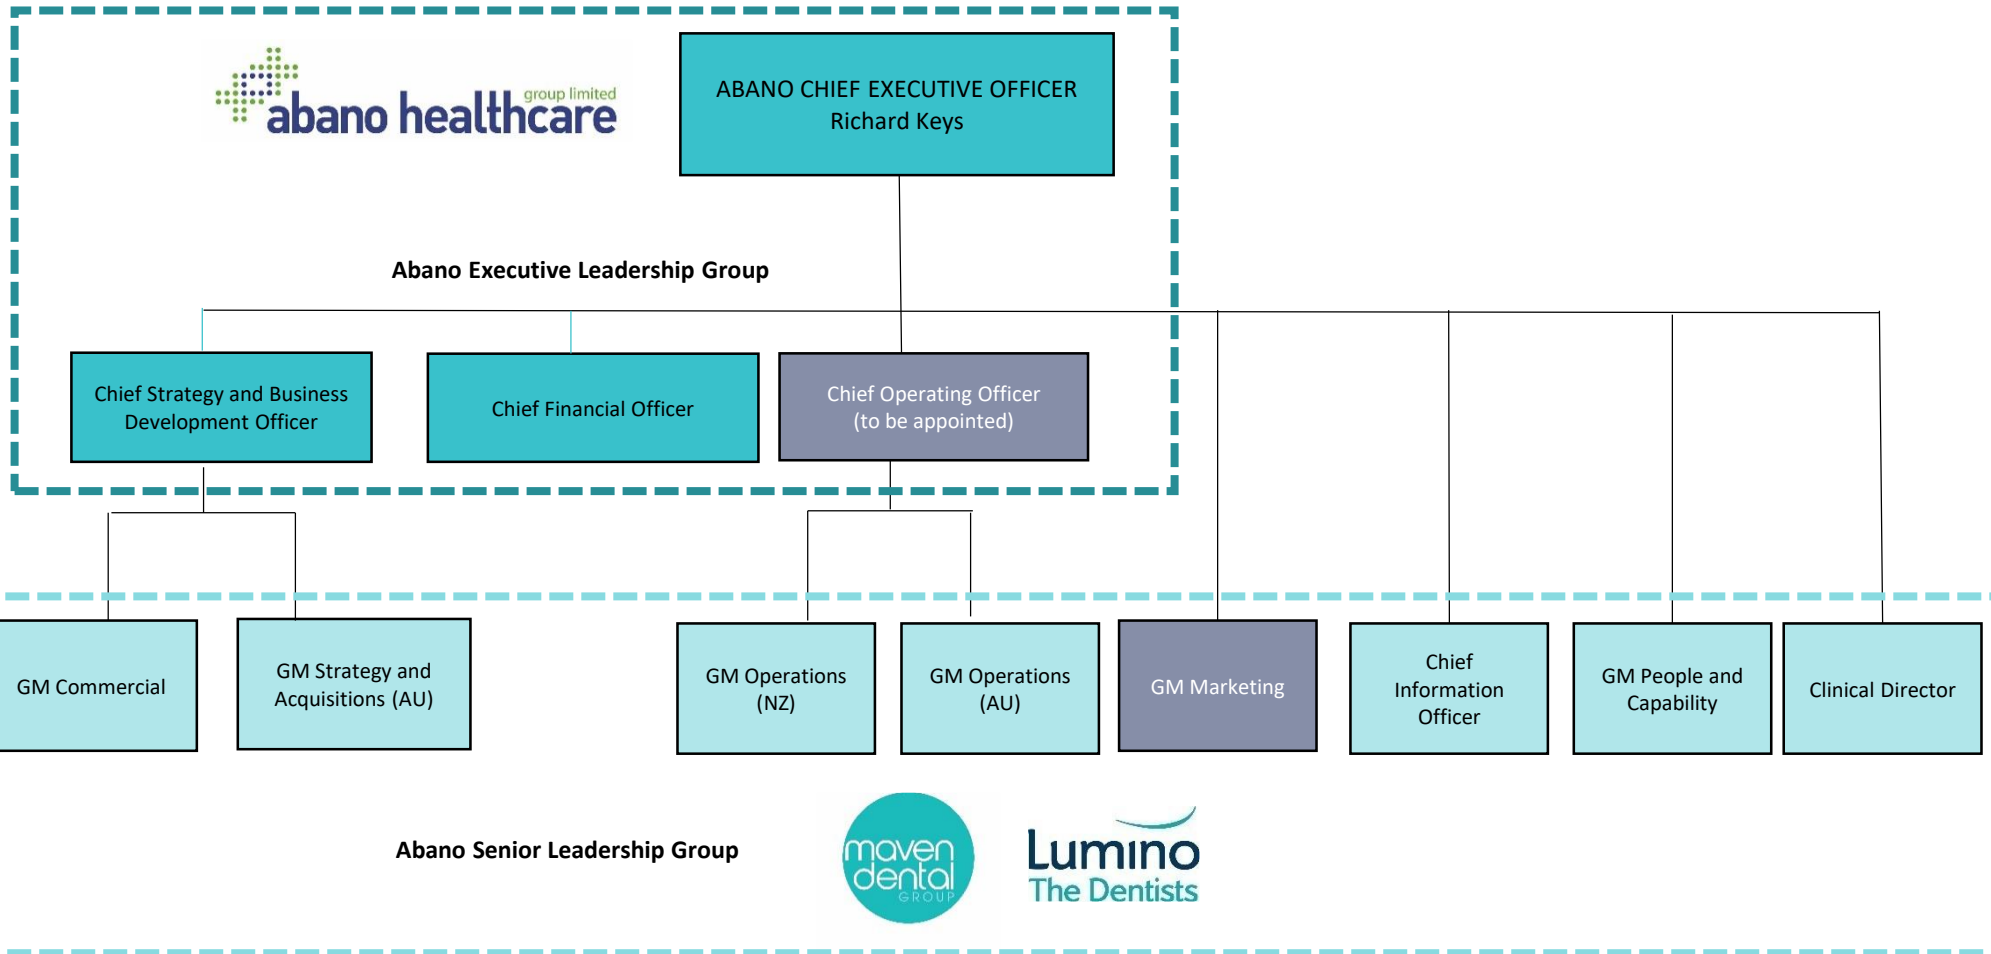 group limited
abano healthcare
ABANO CHIEF EXECUTIVE OFFICER
Richard Keys
Abano Executive Leadership Group
Chief Strategy and Business
Development Officer
Chief Financial Officer
Chief Operating Officer
(to be appointed)
GM Commercial
GM Strategy and
Acquisitions (AU)
GM Operations
(NZ)
GM Operations
(AU)
GM Marketing
Chief
Information
Officer
GM People and
Capability
Clinical Director
Abano Senior Leadership Group
maven
dental
GROUP
Lumino
The Dentists